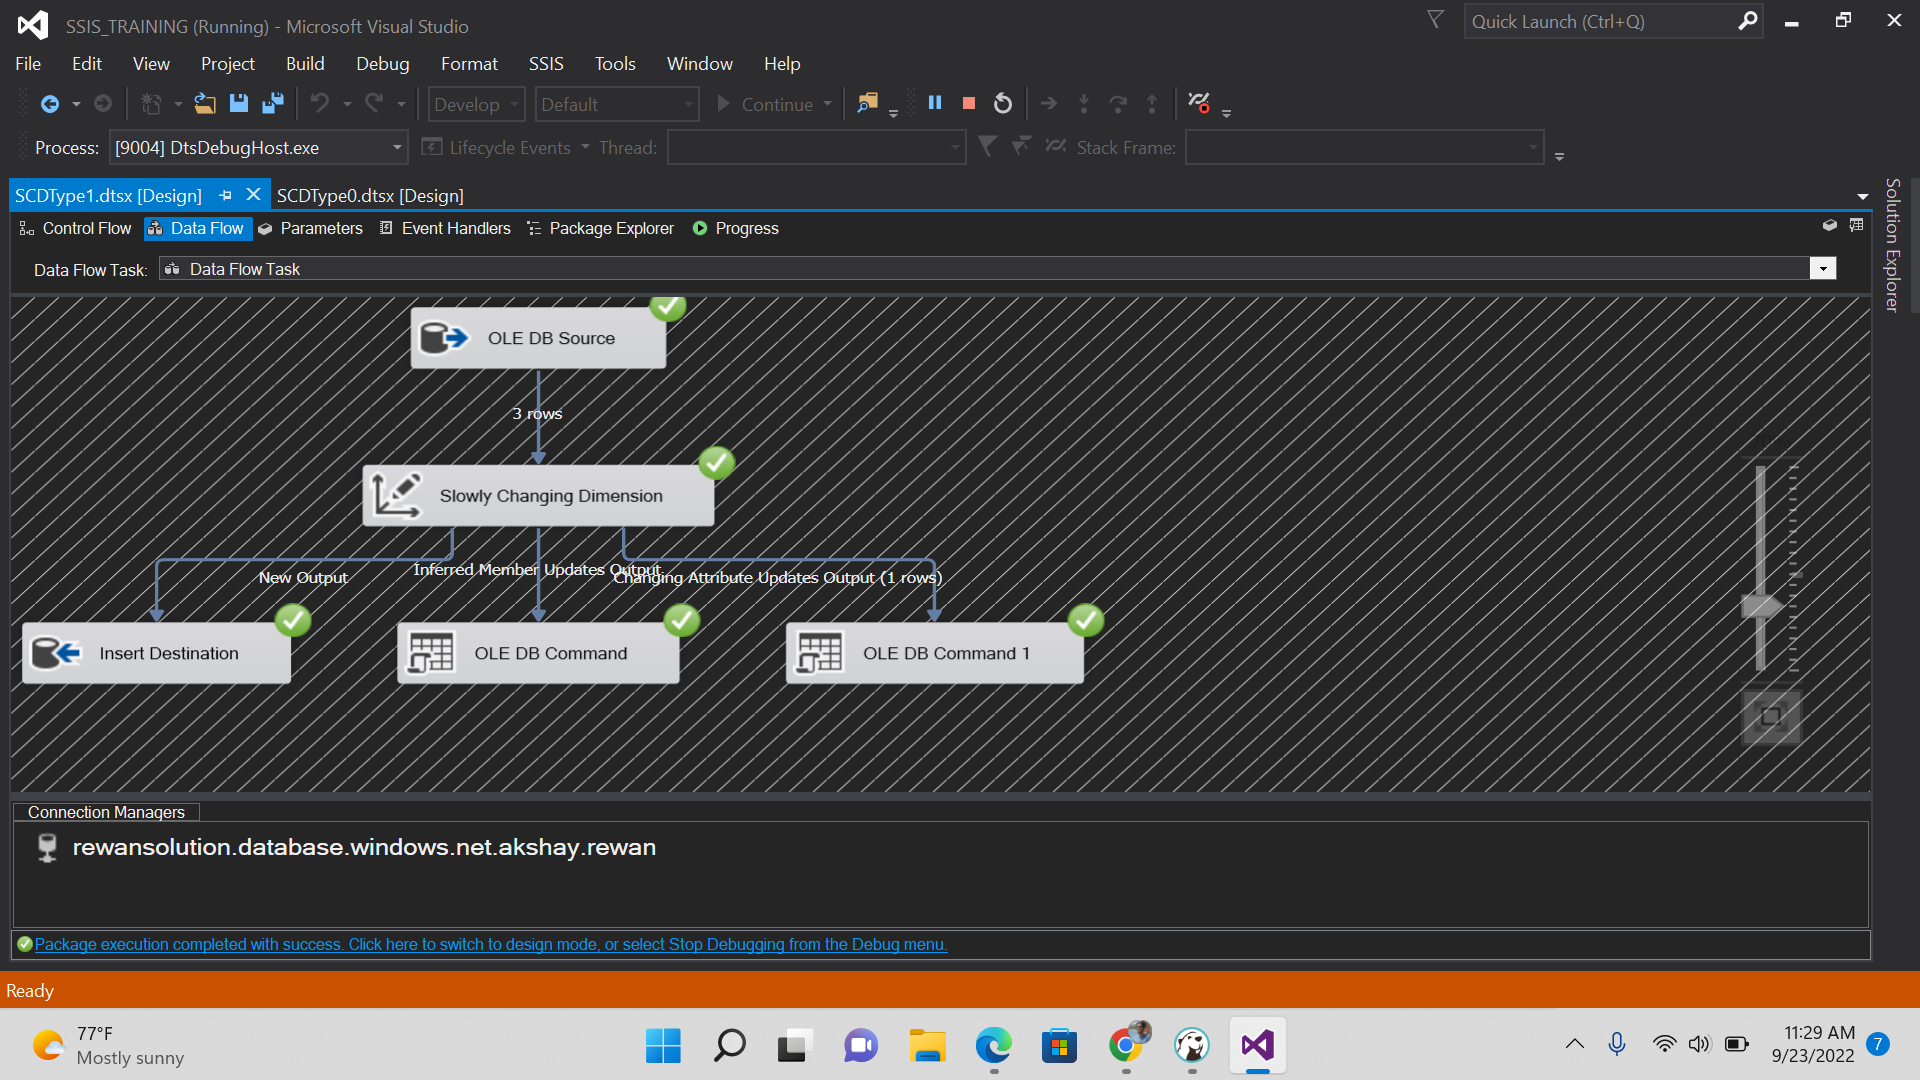 SSIS_TRAINING (Running) - Microsoft Visual Studio
Quick Launch (Ctrl+Q)
File Edit View Project Build Debug Format SSIS Tools Window Help
Develop Default Continue
Process: [9004] DtsDebugHost.exe Lifecycle Events Thread: Stack Frame:
SCDType1.dtsx [Design] SCDType0.dtsx [Design]
Solution Explorer
Control Flow Data Flow Parameters Event Handlers Package Explorer Progress
Data Flow Task: Data Flow Task
OLE DB Source
3 rows
Slowly Changing Dimension
New Output
Inferred Member Updates Output
Changing Attribute Updates Output (1 rows)
Insert Destination
OLE DB Command
OLE DB Command 1
Connection Managers
rewansolution.database.windows.net.akshay.rewan
Package execution completed with success. Click here to switch to design mode, or select Stop Debugging from the Debug menu.
Ready
77°F
Mostly sunny
11:29 AM
9/23/2022
7